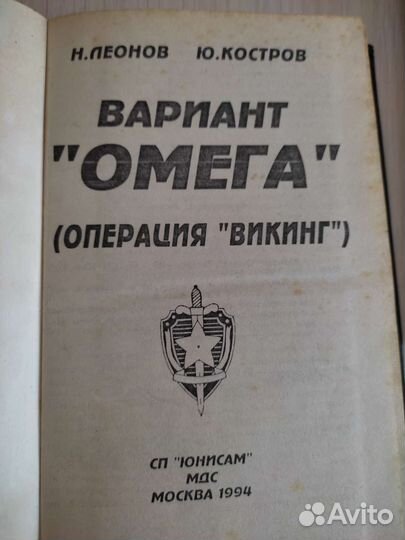 Н.ЛЕОНОВ Ю.КОСТРОВ
ВАРИАНТ
"ОМЕГА"
(ОПЕРАЦИЯ "ВИКИНГ")
СП "ЮНИСАМ"
МДС
МОСКВА 1994
Avito